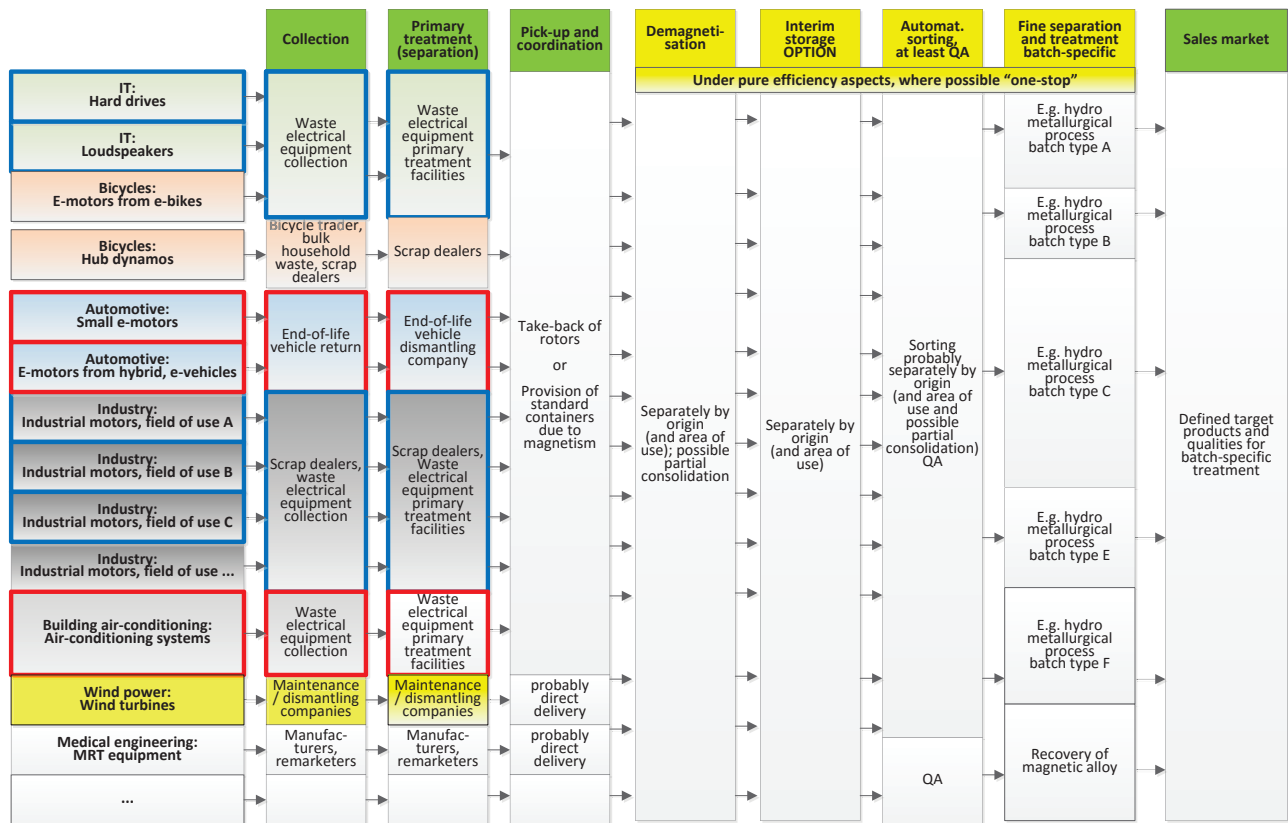 Collection
Primary
treatment
(separation)
Pick-up and
coordination
Demagneti-
sation
Interim
storage
OPTION
Automat.
sorting,
at least QA
Fine separation
and treatment
batch-specific
Sales market
Under pure efficiency aspects, where possible “one-stop”
IT:
Hard drives
IT:
Loudspeakers
Bicycles:
E-motors from e-bikes
Bicycles:
Hub dynamos
Automotive:
Small e-motors
Automotive:
E-motors from hybrid, e-vehicles
Industry:
Industrial motors, field of use A
Industry:
Industrial motors, field of use B
Industry:
Industrial motors, field of use C
Industry:
Industrial motors, field of use ...
Building air-conditioning:
Air-conditioning systems
Wind power:
Wind turbines
Medical engineering:
MRT equipment
...
Waste
electrical
equipment
collection
Bicycle trader,
bulk
household
waste, scrap
dealers
End-of-life
vehicle return
Scrap dealers,
waste
electrical
equipment
collection
Waste
electrical
equipment
collection
Maintenance
/ dismantling
companies
Manufac-
turers,
remarketers
Waste
electrical
equipment
primary
treatment
facilities
Scrap dealers
End-of-life
vehicle
dismantling
company
Scrap dealers,
Waste
electrical
equipment
primary
treatment
facilities
Waste
electrical
equipment
primary
treatment
facilities
Maintenance
/ dismantling
companies
Manufac-
turers,
remarketers
Take-back of
rotors
or
Provision of
standard
containers
due to
magnetism
probably
direct
delivery
probably
direct
delivery
Separately by
origin
(and area of
use); possible
partial
consolidation
Separately by
origin
(and area of
use)
Sorting
probably
separately by
origin
(and area of
use and
possible
partial
consolidation)
QA
QA
E.g. hydro
metallurgical
process
batch type A
E.g. hydro
metallurgical
process
batch type B
E.g. hydro
metallurgical
process
batch type C
E.g. hydro
metallurgical
process
batch type E
E.g. hydro
metallurgical
process
batch type F
Recovery of
magnetic alloy
Defined target
products and
qualities for
batch-specific
treatment